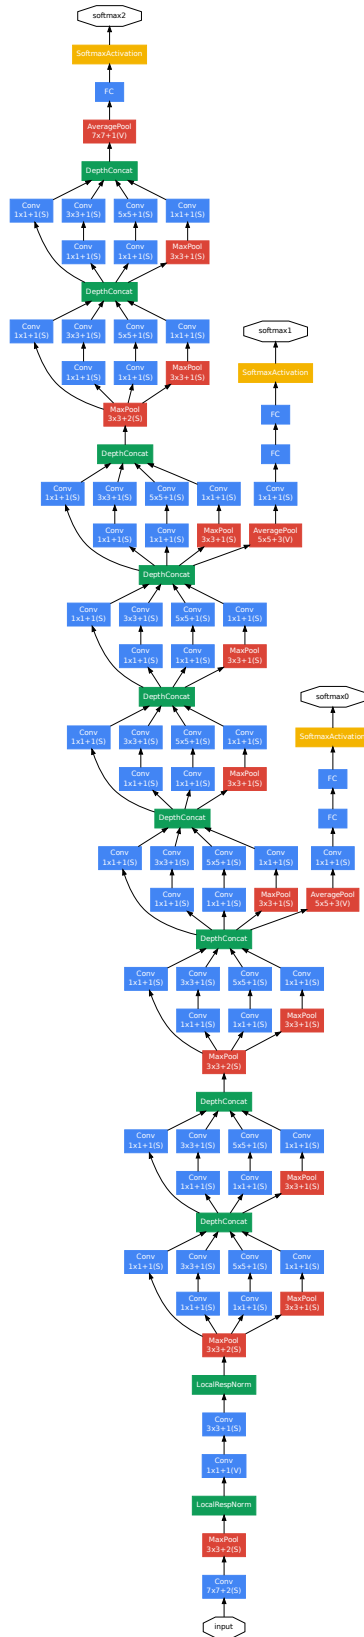 softmax2
SoftmaxActivation
FC
AveragePool
7x7+1(V)
DepthConcat
Conv
1x1+1(S)
Conv
3x3+1(S)
Conv
5x5+1(S)
Conv
1x1+1(S)
Conv
1x1+1(S)
Conv
1x1+1(S)
MaxPool
3x3+1(S)
DepthConcat
Conv
1x1+1(S)
Conv
3x3+1(S)
Conv
5x5+1(S)
Conv
1x1+1(S)
softmax1
Conv
1x1+1(S)
Conv
1x1+1(S)
MaxPool
3x3+1(S)
SoftmaxActivation
MaxPool
3x3+2(S)
FC
DepthConcat
FC
Conv
1x1+1(S)
Conv
3x3+1(S)
Conv
5x5+1(S)
Conv
1x1+1(S)
Conv
1x1+1(S)
Conv
1x1+1(S)
Conv
1x1+1(S)
MaxPool
3x3+1(S)
AveragePool
5x5+3(V)
DepthConcat
Conv
1x1+1(S)
Conv
3x3+1(S)
Conv
5x5+1(S)
Conv
1x1+1(S)
Conv
1x1+1(S)
Conv
1x1+1(S)
MaxPool
3x3+1(S)
DepthConcat
softmax0
Conv
1x1+1(S)
Conv
3x3+1(S)
Conv
5x5+1(S)
Conv
1x1+1(S)
SoftmaxActivation
Conv
1x1+1(S)
Conv
1x1+1(S)
MaxPool
3x3+1(S)
FC
DepthConcat
FC
Conv
1x1+1(S)
Conv
3x3+1(S)
Conv
5x5+1(S)
Conv
1x1+1(S)
Conv
1x1+1(S)
Conv
1x1+1(S)
Conv
1x1+1(S)
MaxPool
3x3+1(S)
AveragePool
5x5+3(V)
DepthConcat
Conv
1x1+1(S)
Conv
3x3+1(S)
Conv
5x5+1(S)
Conv
1x1+1(S)
Conv
1x1+1(S)
Conv
1x1+1(S)
MaxPool
3x3+1(S)
MaxPool
3x3+2(S)
DepthConcat
Conv
1x1+1(S)
Conv
3x3+1(S)
Conv
5x5+1(S)
Conv
1x1+1(S)
Conv
1x1+1(S)
Conv
1x1+1(S)
MaxPool
3x3+1(S)
DepthConcat
Conv
1x1+1(S)
Conv
3x3+1(S)
Conv
5x5+1(S)
Conv
1x1+1(S)
Conv
1x1+1(S)
Conv
1x1+1(S)
MaxPool
3x3+1(S)
MaxPool
3x3+2(S)
LocalRespNorm
Conv
3x3+1(S)
Conv
1x1+1(V)
LocalRespNorm
MaxPool
3x3+2(S)
Conv
7x7+2(S)
input